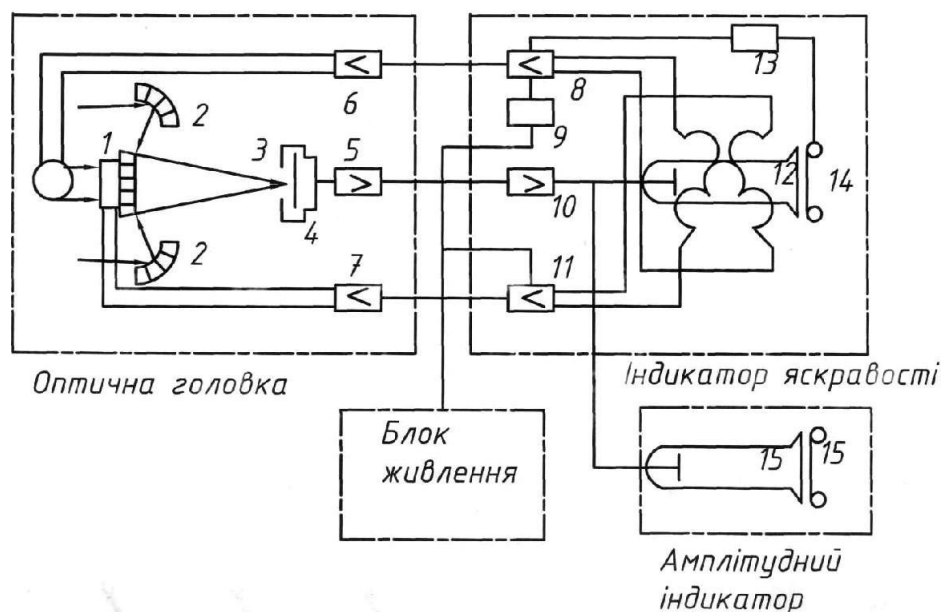 13
6
8
2
9
1
3
5
12
14
4
10
2
7
11
Оптична головка
Індикатор яскравості
Блок
живлення
15
15
Амплітудний
індикатор